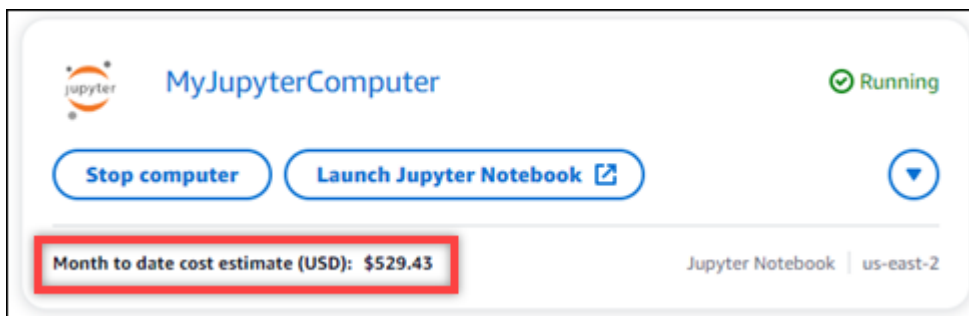 jupyter
MyJupyterComputer
Running
Stop computer
Launch Jupyter Notebook
Month to date cost estimate (USD): $529.43
Jupyter Notebook
us-east-2